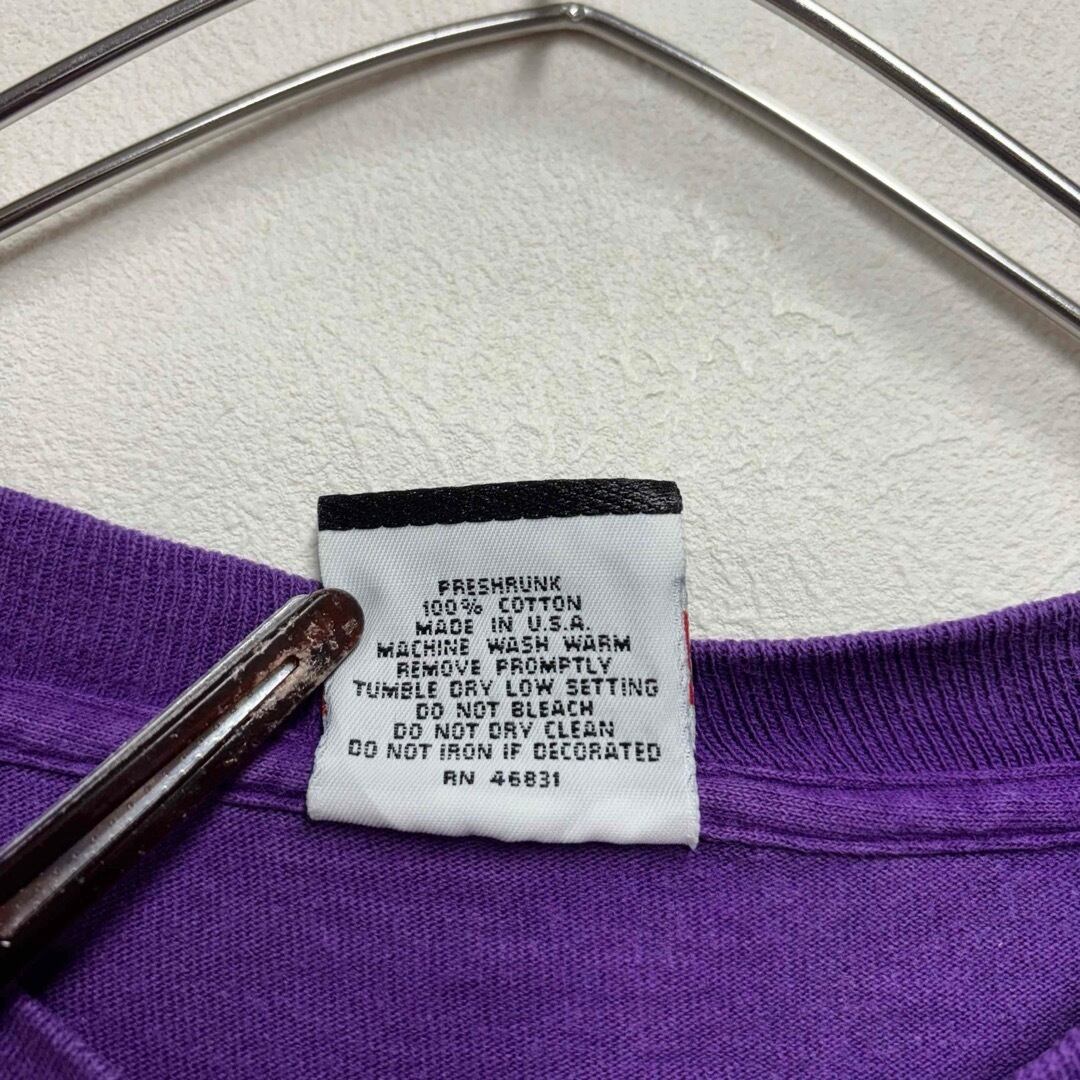 PRESHRUNK
100% COTTON
MADE IN U.S.A.
MACHINE WASH WARM
REMOVE PROMPTLY
TUMBLE DRY LOW SETTING
DO NOT BLEACH
DO NOT DRY CLEAN
DO NOT IRON IF DECORATED
RN 46831